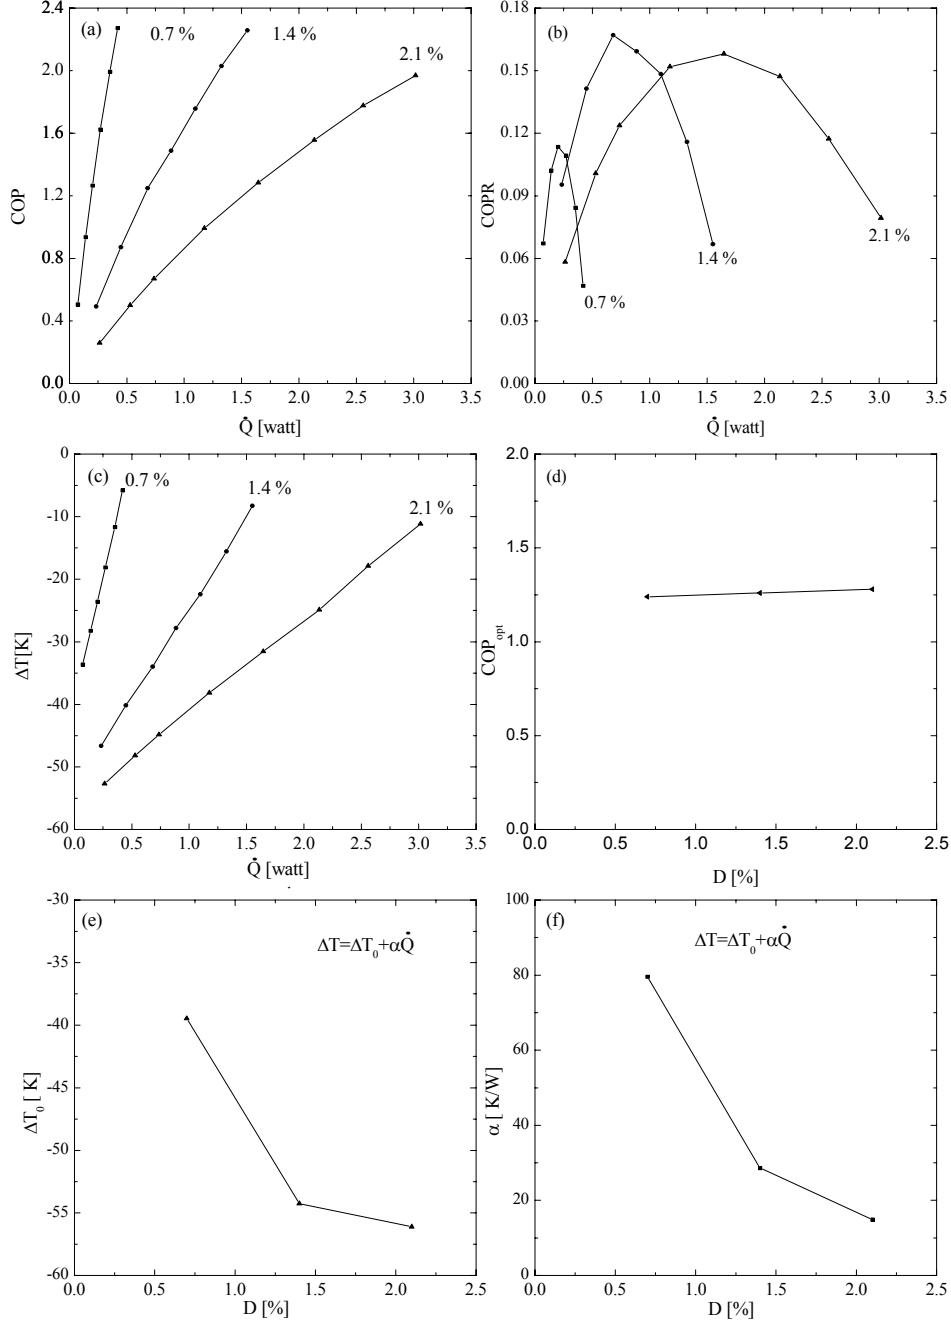 (a)
0.7 %
1.4 %
2.1 %
2.4
2.0
1.6
1.2
0.8
0.4
0.0
COP
0.0 0.5 1.0 1.5 2.0 2.5 3.0 3.5
Q̇ [watt]
(b)
0.18
0.15
0.12
0.09
0.06
0.03
0.00
COPR
2.1 %
1.4 %
0.7 %
0.0 0.5 1.0 1.5 2.0 2.5 3.0 3.5
Q̇ [watt]
(c)
0.7 %
1.4 %
2.1 %
0
-10
-20
-30
-40
-50
-60
ΔT[K]
0.0 0.5 1.0 1.5 2.0 2.5 3.0 3.5
Q̇ [watt]
(d)
2.0
1.5
1.0
0.5
0.0
COPopt
0.0 0.5 1.0 1.5 2.0 2.5
D [%]
(e)
ΔT=ΔT0+αQ̇
-30
-35
-40
-45
-50
-55
-60
ΔT0 [ K]
0.0 0.5 1.0 1.5 2.0 2.5
D [%]
(f)
ΔT=ΔT0+αQ̇
100
80
60
40
20
0
α [ K/W]
0.0 0.5 1.0 1.5 2.0 2.5
D [%]